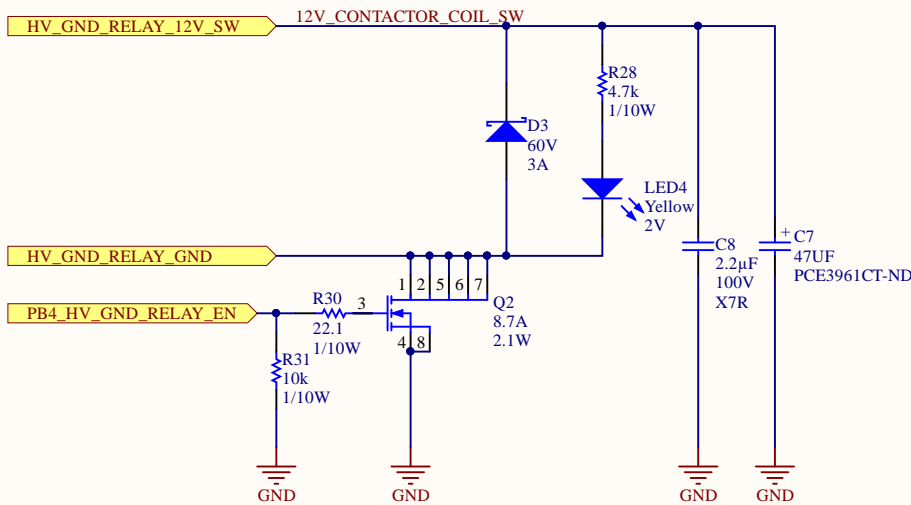 12V_CONTACTOR_COIL_SW
HV_GND_RELAY_12V_SW
R28
4.7k
1/10W
D3
60V
3A
LED4
Yellow
2V
HV_GND_RELAY_GND
C8
2.2µF
100V
X7R
+
C7
47UF
PCE3961CT-ND
1 2 5 6 7
Q2
8.7A
2.1W
PB4_HV_GND_RELAY_EN
R30
22.1
1/10W
3
4 8
R31
10k
1/10W
GND
GND
GND
GND